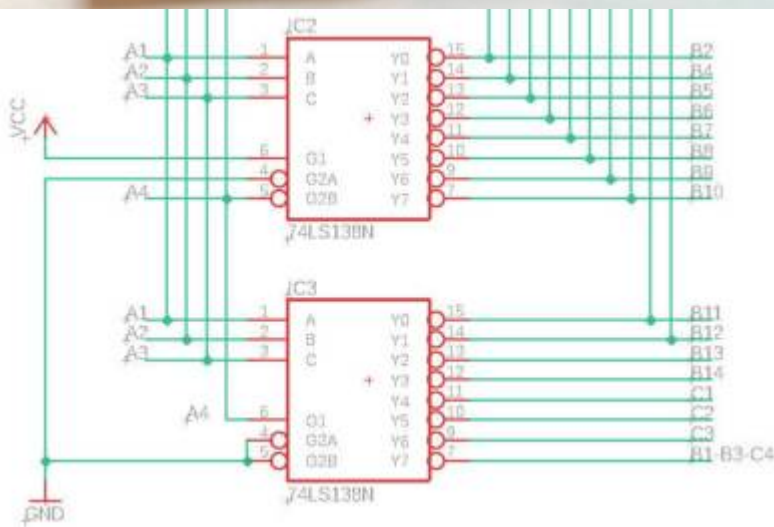 IC2
A1 1 A Y0 15 B2
A2 2 B Y1 14 B4
A3 3 C Y2 13 B5
Y3 12 B6
VCC
Y4 11 B7
6 G1 Y5 10 B8
4 G2A Y6 9 B9
A4 5 G2B Y7 7 B10
74LS138N
IC3
A1 1 A Y0 15 B11
A2 2 B Y1 14 B12
A3 3 C Y2 13 B13
Y3 12 B14
Y4 11 C1
A4 6 G1 Y5 10 C2
4 G2A Y6 9 C3
5 G2B Y7 7 B1-B3-C4
74LS138N
GND